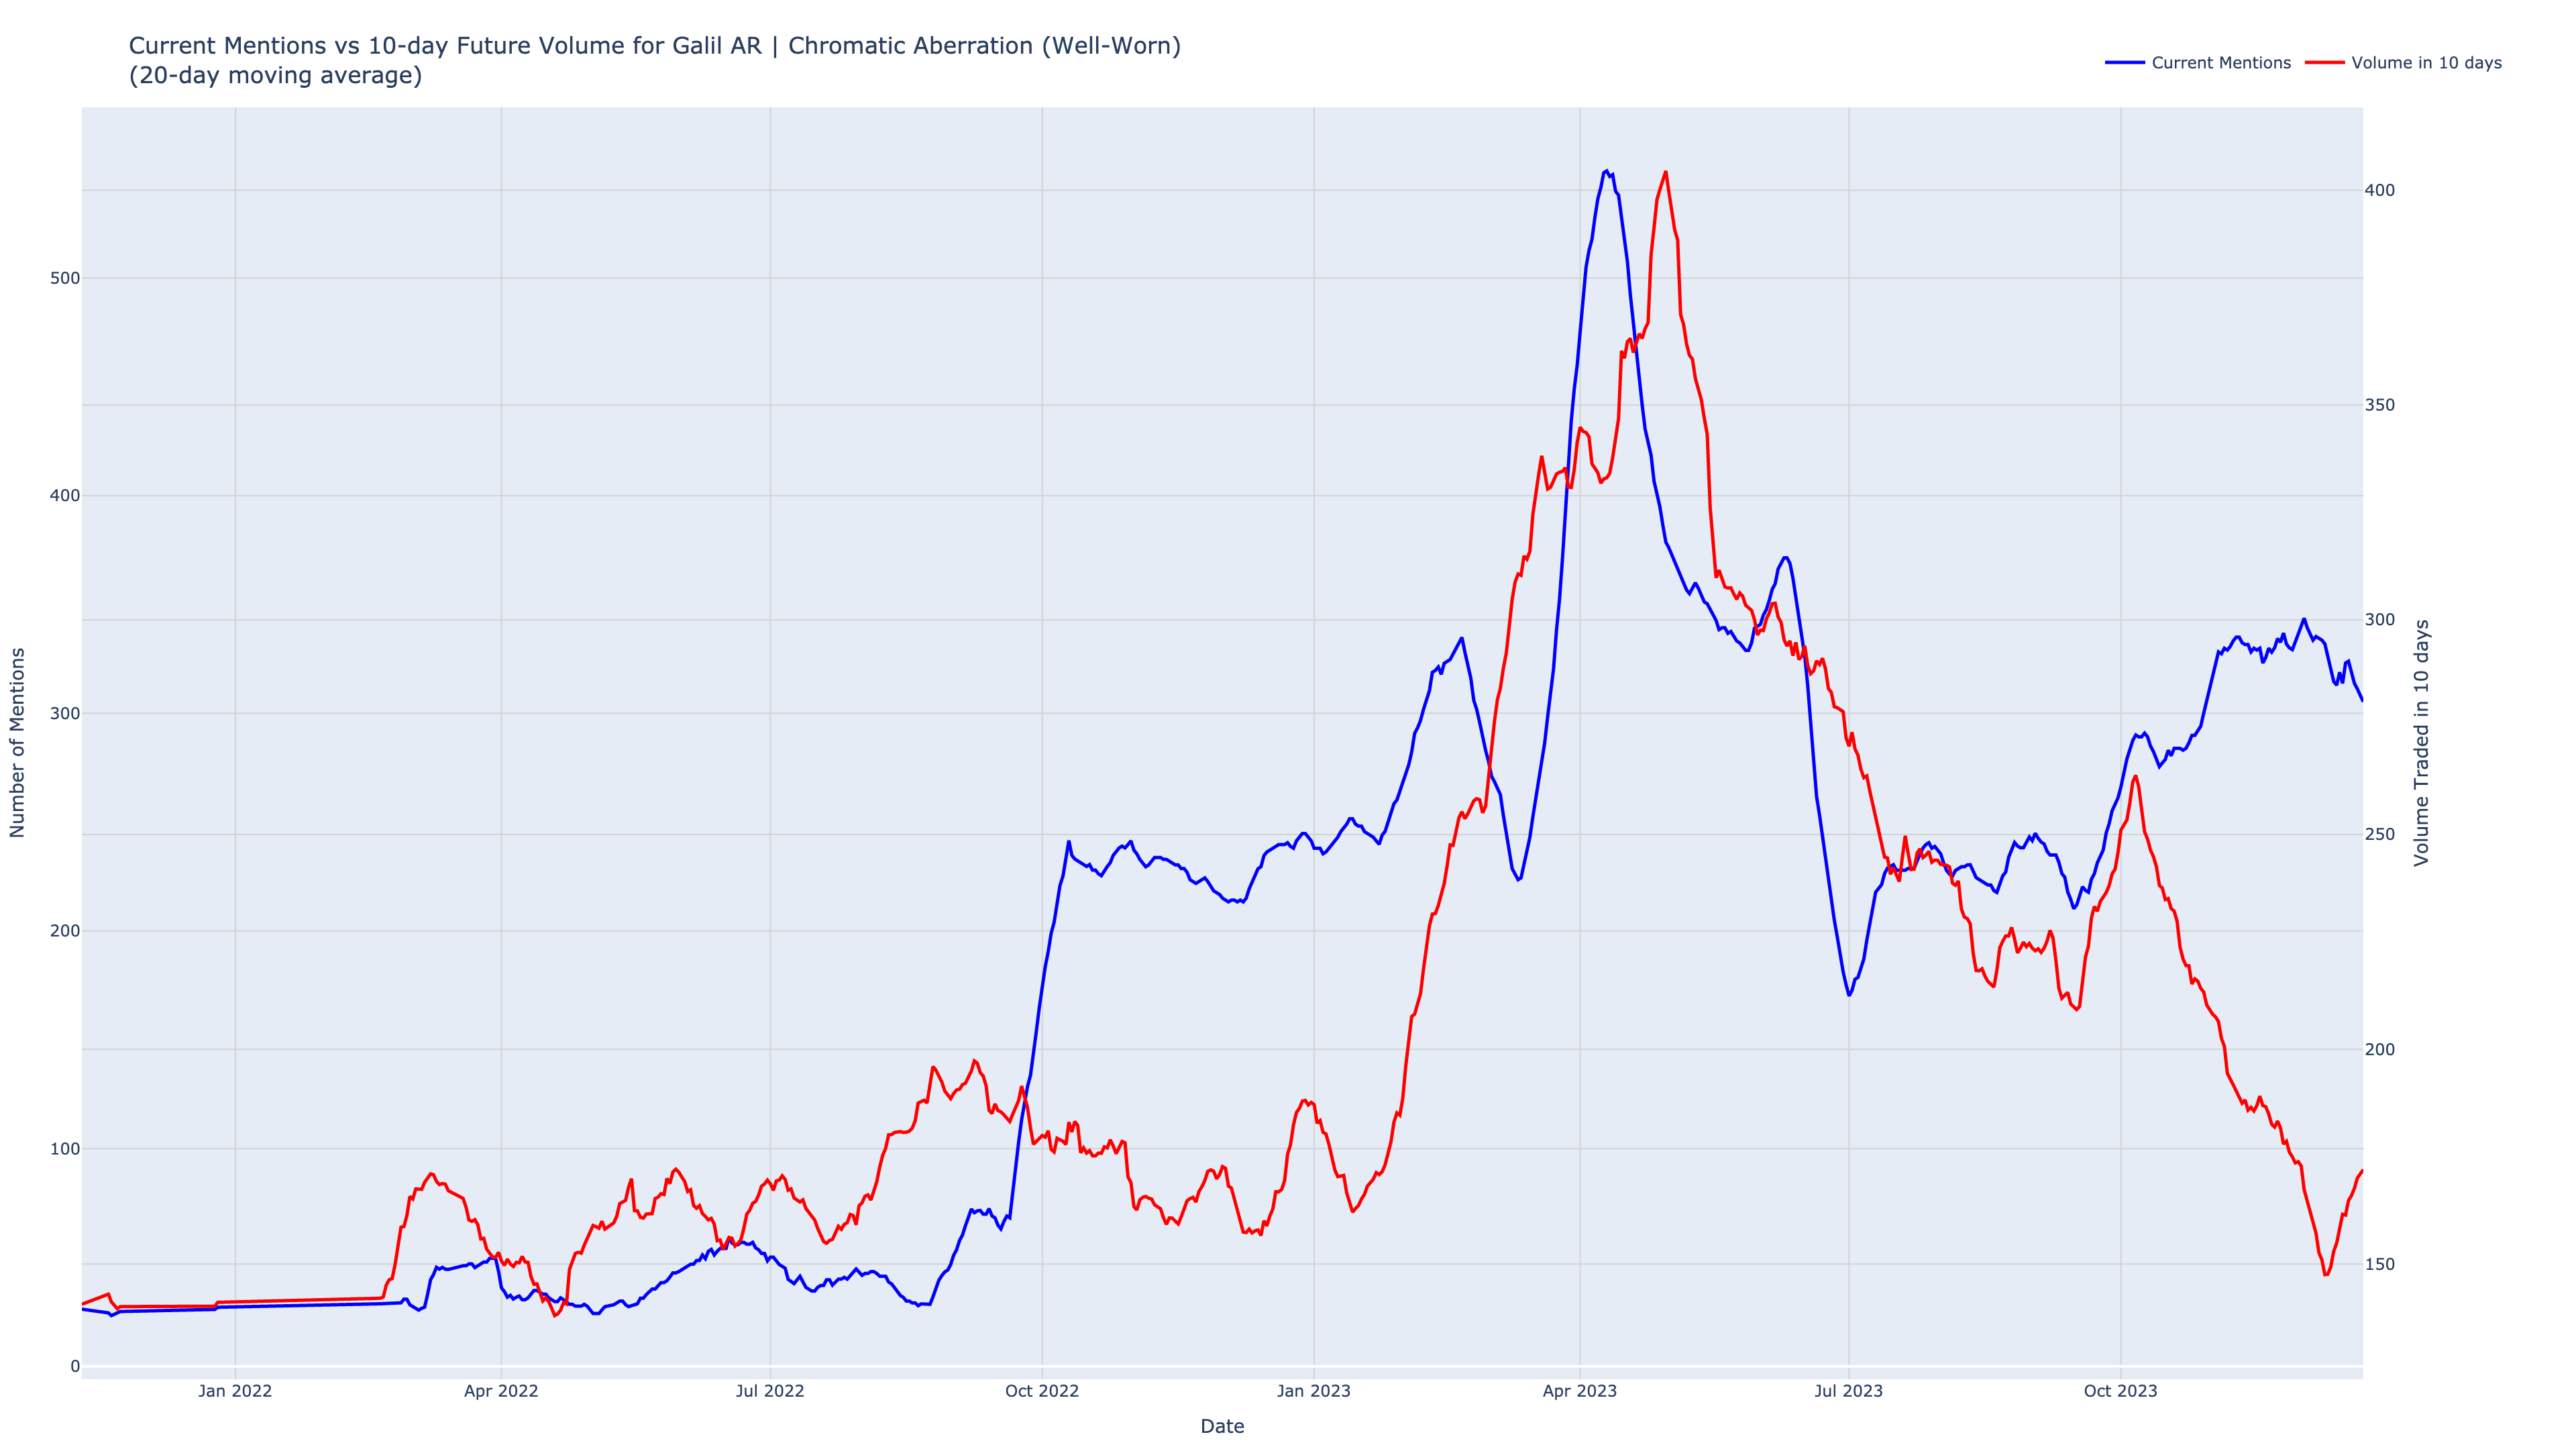 Current Mentions vs 10-day Future Volume for Galil AR | Chromatic Aberration (Well-Worn)
(20-day moving average)
Current Mentions
Volume in 10 days
Number of Mentions
500
400
300
200
100
0
400
350
300
250
200
150
Volume Traded in 10 days
Jan 2022
Apr 2022
Jul 2022
Oct 2022
Jan 2023
Apr 2023
Jul 2023
Oct 2023
Date